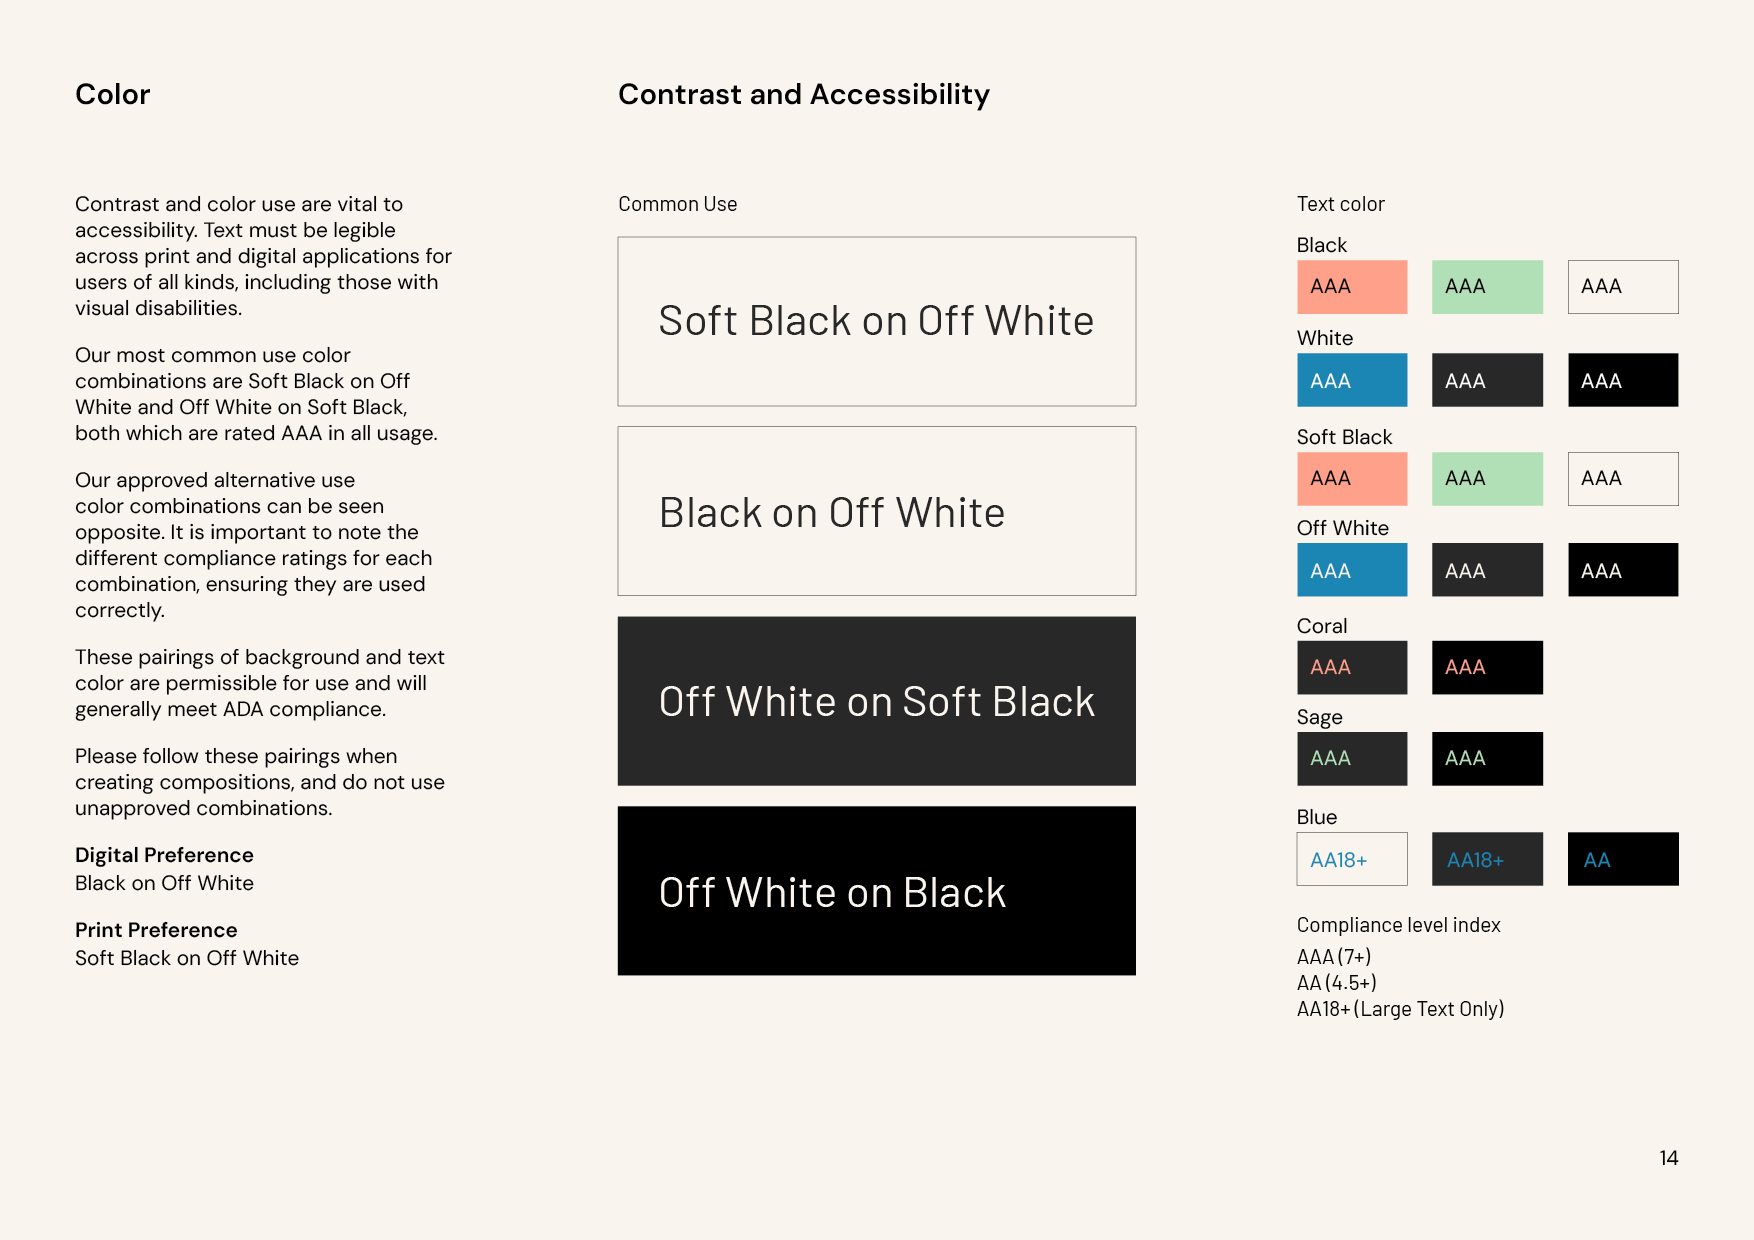 Color
Contrast and Accessibility
Contrast and color use are vital to
accessibility. Text must be legible
across print and digital applications for
users of all kinds, including those with
visual disabilities.
Our most common use color
combinations are Soft Black on Off
White and Off White on Soft Black,
both which are rated AAA in all usage.
Our approved alternative use
color combinations can be seen
opposite. It is important to note the
different compliance ratings for each
combination, ensuring they are used
correctly.
These pairings of background and text
color are permissible for use and will
generally meet ADA compliance.
Please follow these pairings when
creating compositions, and do not use
unapproved combinations.
Digital Preference
Black on Off White
Print Preference
Soft Black on Off White
Common Use
Soft Black on Off White
Black on Off White
Off White on Soft Black
Off White on Black
Text color
Black
AAA AAA AAA
White
AAA AAA AAA
Soft Black
AAA AAA AAA
Off White
AAA AAA AAA
Coral
AAA AAA
Sage
AAA AAA
Blue
AA18+ AA18+ AA
Compliance level index
AAA (7+)
AA (4.5+)
AA18+ (Large Text Only)
14